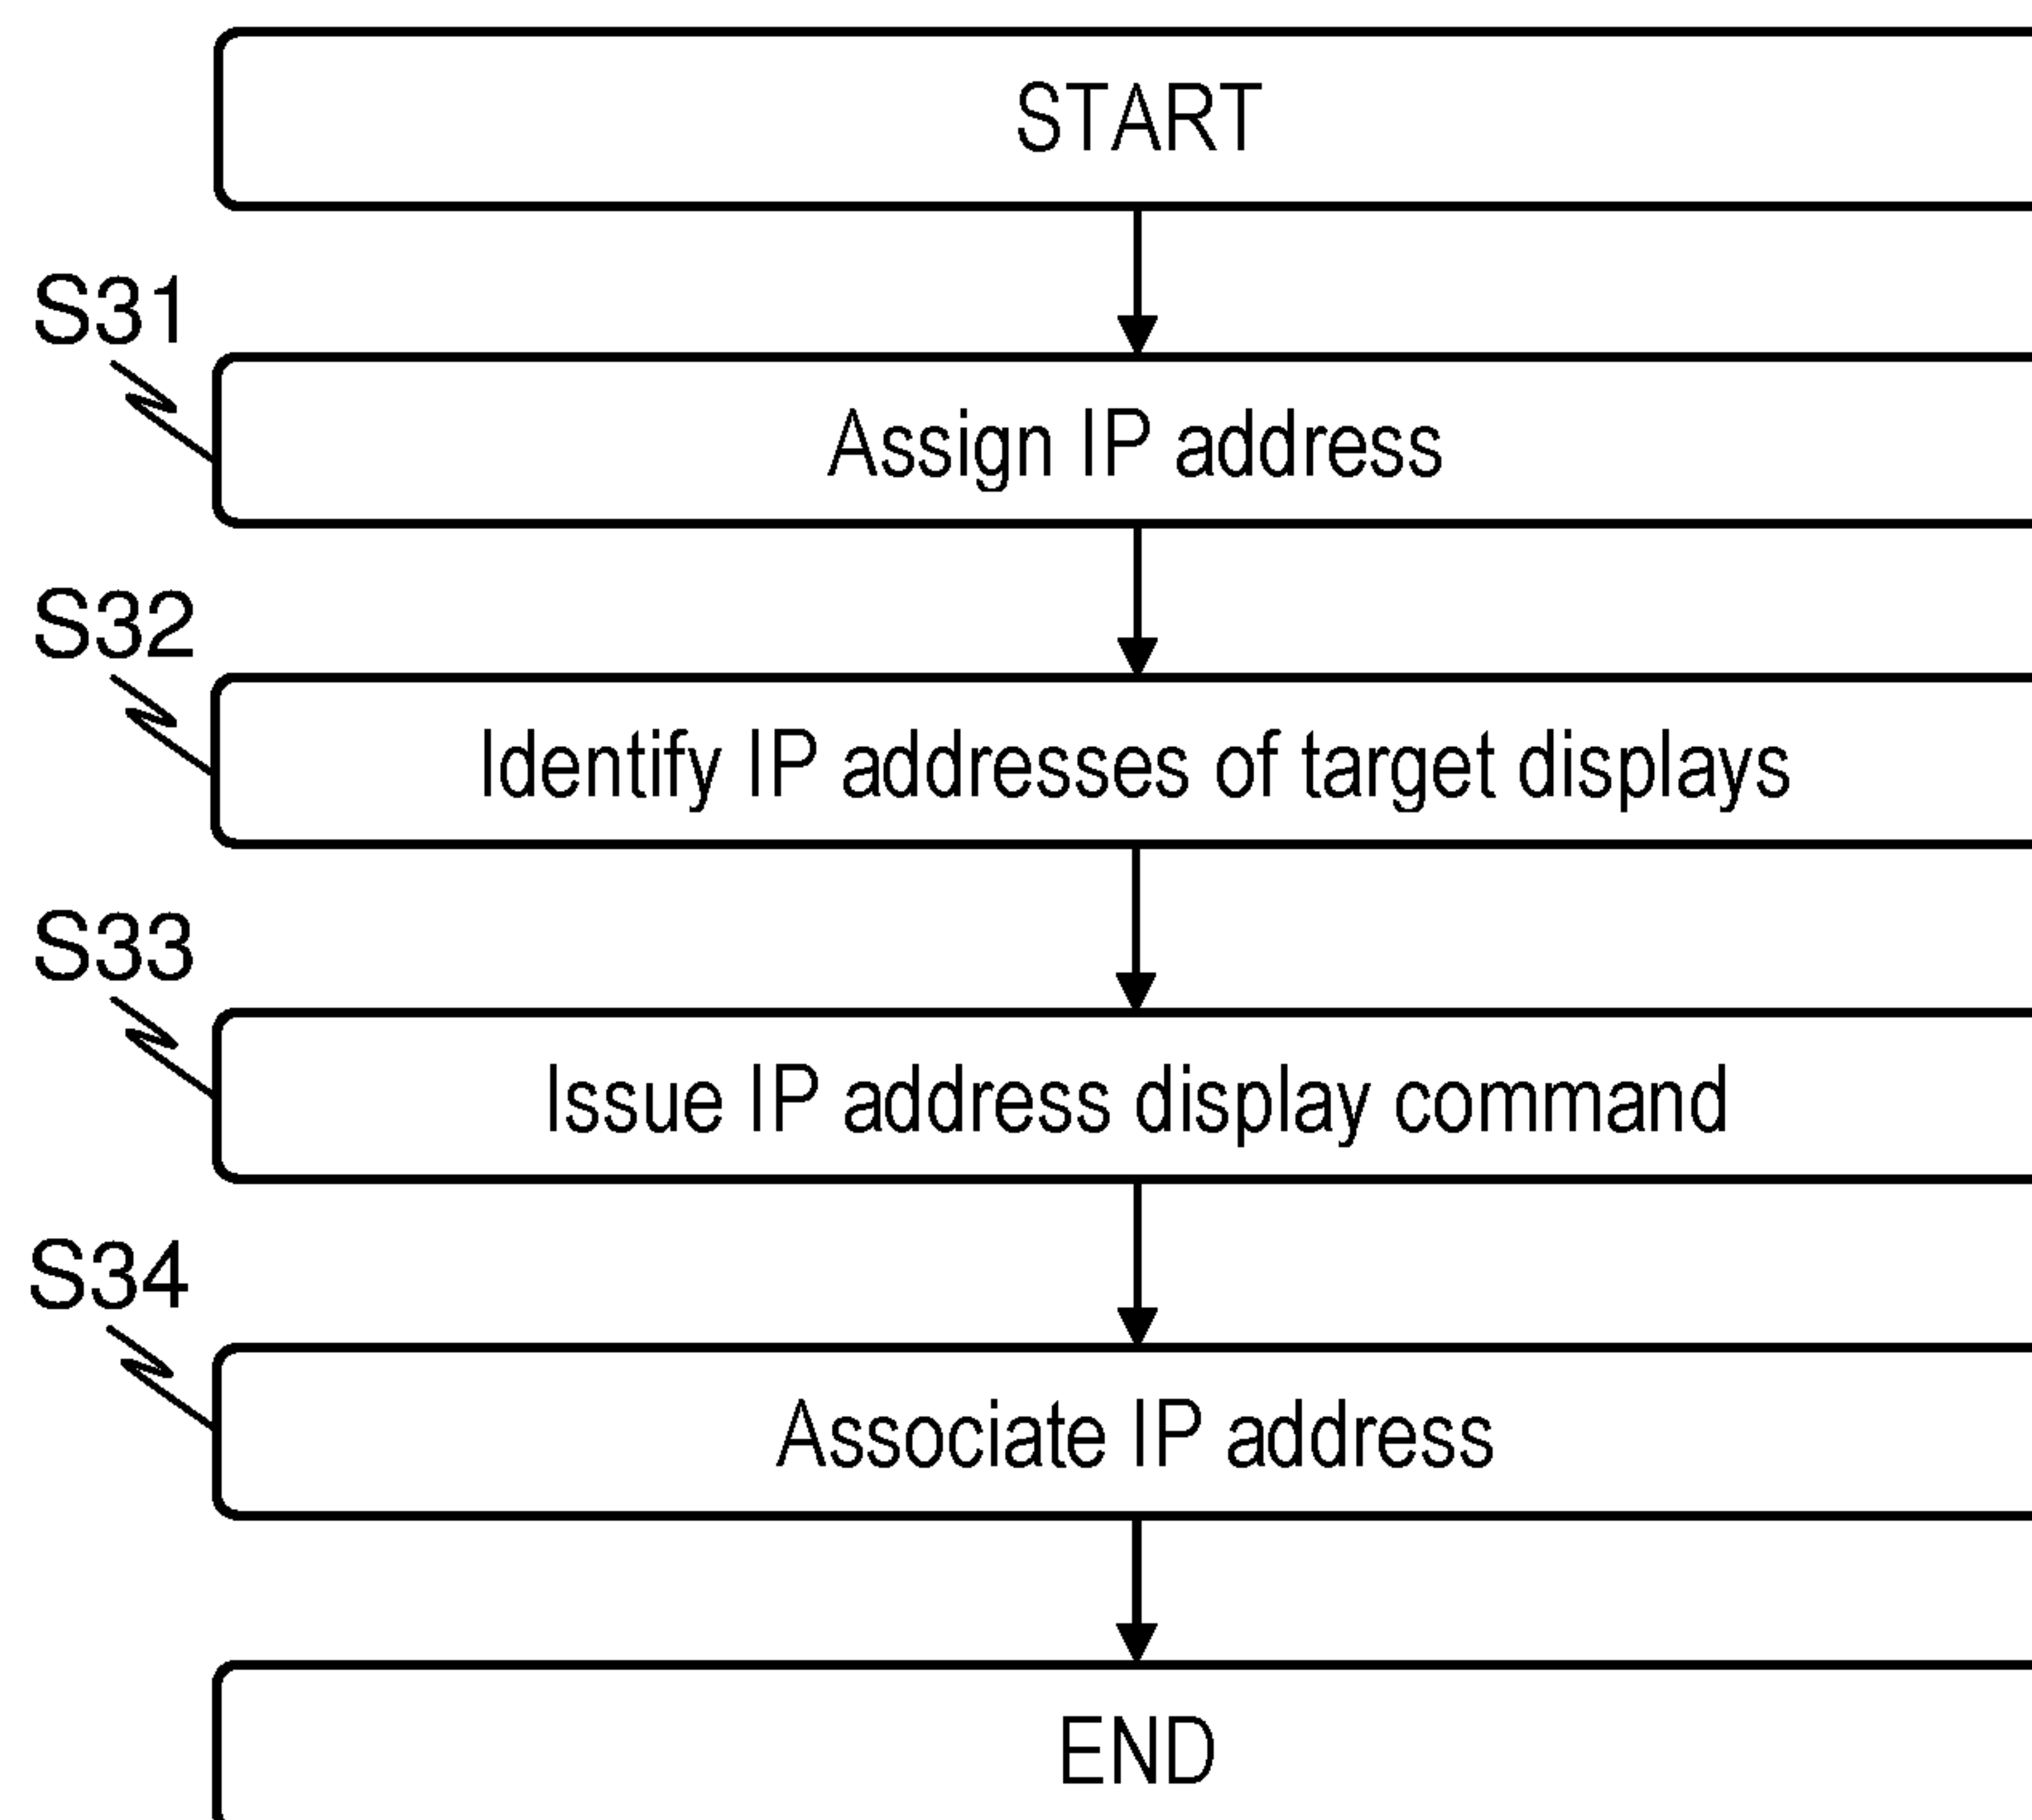 START
S31
Assign IP address
S32
Identify IP addresses of target displays
S33
Issue IP address display command
S34
Associate IP address
END